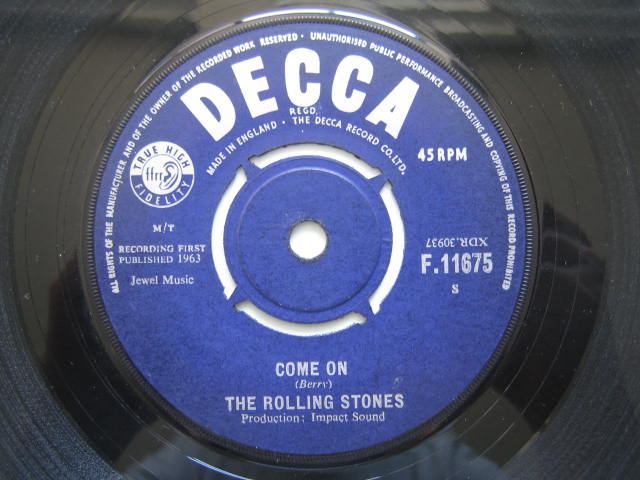 ALL RIGHTS OF THE MANUFACTURER AND OF THE OWNER OF THE RECORDED WORK RESERVED · UNAUTHORISED PUBLIC PERFORMANCE BROADCASTING AND COPYING OF THIS RECORD PROHIBITED
DECCA
REGD.
MADE IN ENGLAND · THE DECCA RECORD CO. LTD.
TRUE HIGH
ffrr
FIDELITY
45 RPM
M/T
RECORDING FIRST
PUBLISHED 1963
Jewel Music
XDR.30937
F.11675
S
COME ON
(Berry)
THE ROLLING STONES
Production: Impact Sound